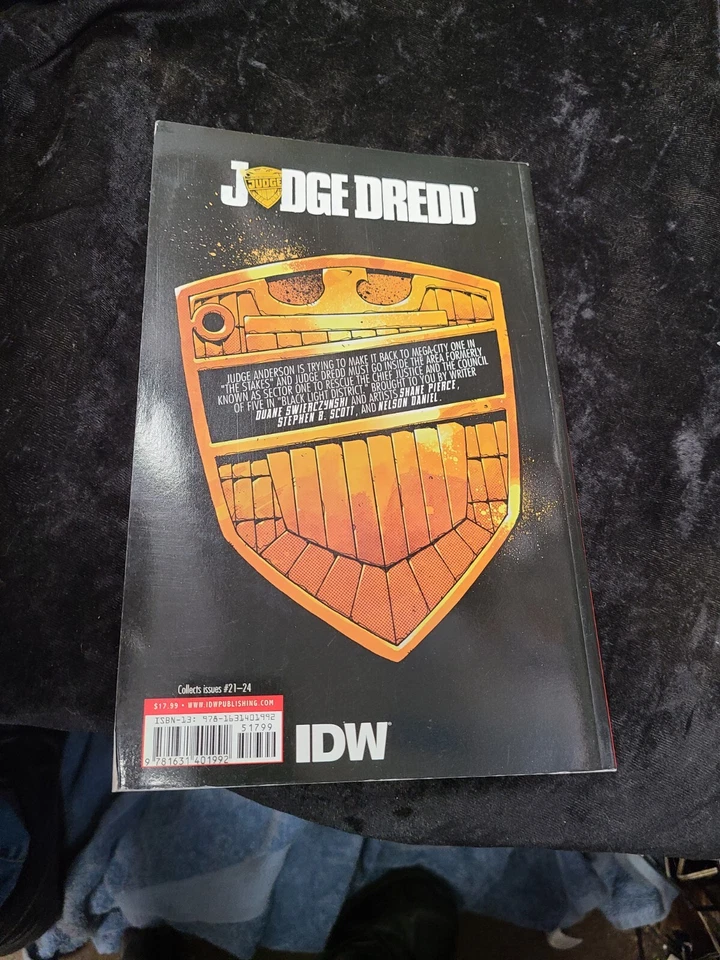 JUDGE DREDD®
JUDGE
JUDGE ANDERSON IS TRYING TO MAKE IT BACK TO MEGA-CITY ONE IN
"THE STAKES" AND JUDGE DREDD MUST GO INSIDE THE AREA FORMERLY
KNOWN AS SECTOR ONE TO RESCUE THE CHIEF JUSTICE AND THE COUNCIL
OF FIVE IN "BLACK LIGHT DISTRICT." BROUGHT TO YOU BY WRITER
DUANE SWIERCZYNSKI AND ARTISTS SHANE PIERCE,
STEPHEN B. SCOTT, AND NELSON DANIEL.
Collects issues #21–24
$17.99 • WWW.IDWPUBLISHING.COM
ISBN-13: 978-1631401992
51799
9 781631 401992
IDW